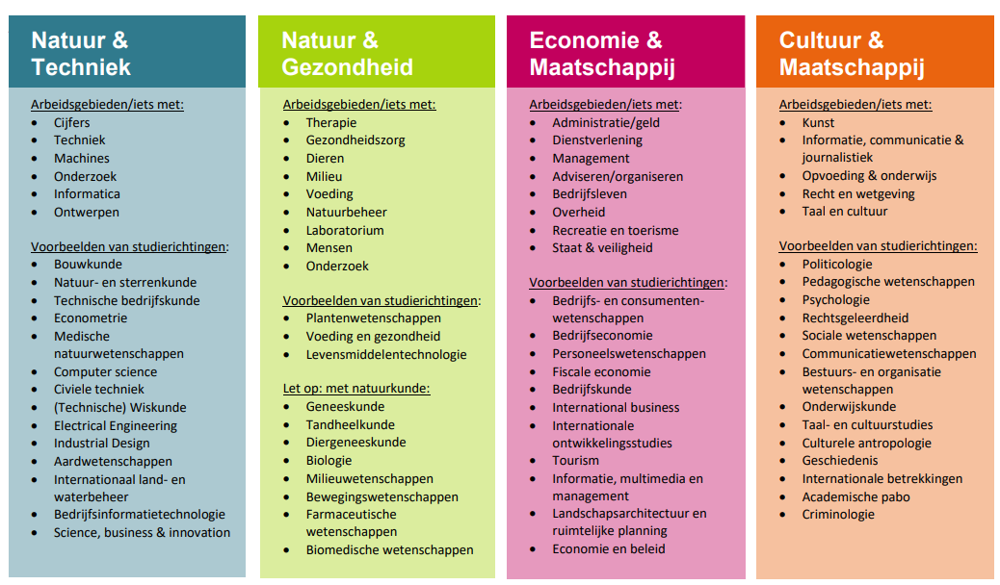 Natuur &
Techniek
Arbeidsgebieden/iets met:
• Cijfers
• Techniek
• Machines
• Onderzoek
• Informatica
• Ontwerpen
Voorbeelden van studierichtingen:
• Bouwkunde
• Natuur- en sterrenkunde
• Technische bedrijfskunde
• Econometrie
• Medische
natuurwetenschappen
• Computer science
• Civiele techniek
• (Technische) Wiskunde
• Electrical Engineering
• Industrial Design
• Aardwetenschappen
• Internationaal land- en
waterbeheer
• Bedrijfsinformatietechnologie
• Science, business & innovation
Natuur &
Gezondheid
Arbeidsgebieden/iets met:
• Therapie
• Gezondheidszorg
• Dieren
• Milieu
• Voeding
• Natuurbeheer
• Laboratorium
• Mensen
• Onderzoek
Voorbeelden van studierichtingen:
• Plantenwetenschappen
• Voeding en gezondheid
• Levensmiddelentechnologie
Let op: met natuurkunde:
• Geneeskunde
• Tandheelkunde
• Diergeneeskunde
• Biologie
• Milieuwetenschappen
• Bewegingswetenschappen
• Farmaceutische
wetenschappen
• Biomedische wetenschappen
Economie &
Maatschappij
Arbeidsgebieden/iets met:
• Administratie/geld
• Dienstverlening
• Management
• Adviseren/organiseren
• Bedrijfsleven
• Overheid
• Recreatie en toerisme
• Staat & veiligheid
Voorbeelden van studierichtingen:
• Bedrijfs- en consumenten-
wetenschappen
• Bedrijfseconomie
• Personeelswetenschappen
• Fiscale economie
• Bedrijfskunde
• International business
• Internationale
ontwikkelingsstudies
• Tourism
• Informatie, multimedia en
management
• Landschapsarchitectuur en
ruimtelijke planning
• Economie en beleid
Cultuur &
Maatschappij
Arbeidsgebieden/iets met:
• Kunst
• Informatie, communicatie &
journalistiek
• Opvoeding & onderwijs
• Recht en wetgeving
• Taal en cultuur
Voorbeelden van studierichtingen:
• Politicologie
• Pedagogische wetenschappen
• Psychologie
• Rechtsgeleerdheid
• Sociale wetenschappen
• Communicatiewetenschappen
• Bestuurs- en organisatie
wetenschappen
• Onderwijskunde
• Taal- en cultuurstudies
• Culturele antropologie
• Geschiedenis
• Internationale betrekkingen
• Academische pabo
• Criminologie